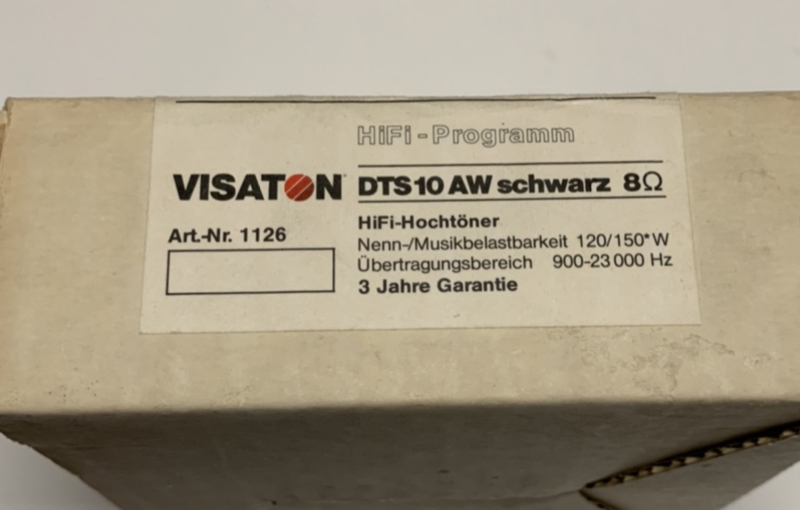 HiFi-Programm
VISATON
DTS 10 AW schwarz 8Ω
Art.-Nr. 1126
HiFi-Hochtöner
Nenn-/Musikbelastbarkeit 120/150* W
Übertragungsbereich 900-23 000 Hz
3 Jahre Garantie